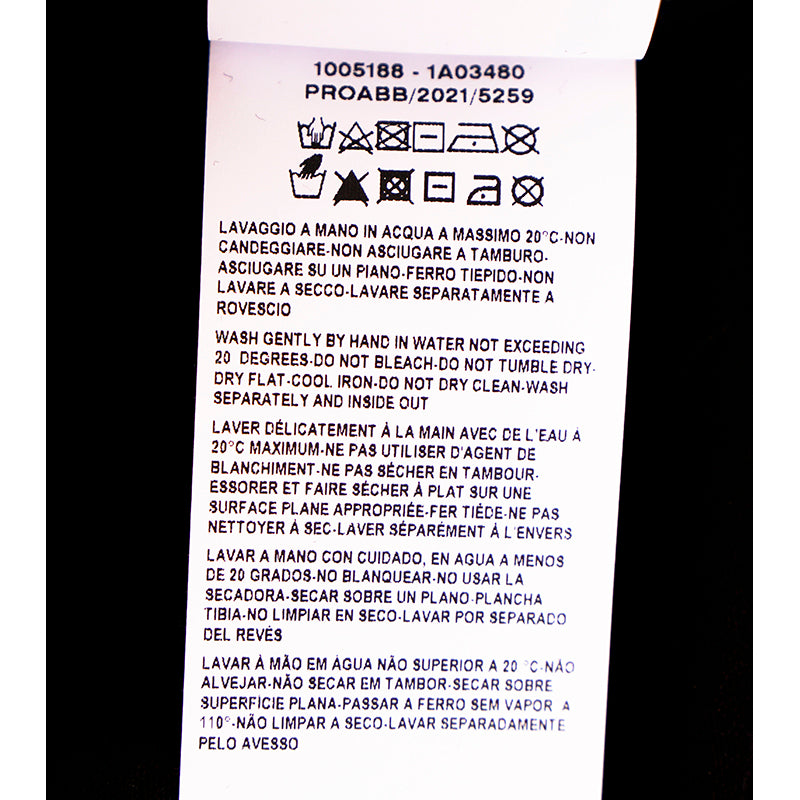 1005188 - 1A03480
PROABB/2021/5259
LAVAGGIO A MANO IN ACQUA A MASSIMO 20°C-NON
CANDEGGIARE-NON ASCIUGARE A TAMBURO-
ASCIUGARE SU UN PIANO-FERRO TIEPIDO-NON
LAVARE A SECCO-LAVARE SEPARATAMENTE A
ROVESCIO
WASH GENTLY BY HAND IN WATER NOT EXCEEDING
20 DEGREES-DO NOT BLEACH-DO NOT TUMBLE DRY-
DRY FLAT-COOL IRON-DO NOT DRY CLEAN-WASH
SEPARATELY AND INSIDE OUT
LAVER DÉLICATEMENT À LA MAIN AVEC DE L'EAU À
20°C MAXIMUM-NE PAS UTILISER D'AGENT DE
BLANCHIMENT-NE PAS SÉCHER EN TAMBOUR-
ESSORER ET FAIRE SÉCHER À PLAT SUR UNE
SURFACE PLANE APPROPRIÉE-FER TIÉDE-NE PAS
NETTOYER À SEC-LAVER SÉPARÉMENT À L'ENVERS
LAVAR A MANO CON CUIDADO, EN AGUA A MENOS
DE 20 GRADOS-NO BLANQUEAR-NO USAR LA
SECADORA-SECAR SOBRE UN PLANO-PLANCHA
TIBIA-NO LIMPIAR EN SECO-LAVAR POR SEPARADO
DEL REVÉS
LAVAR À MÃO EM ÁGUA NÃO SUPERIOR A 20 °C-NÃO
ALVEJAR-NÃO SECAR EM TAMBOR-SECAR SOBRE
SUPERFÍCIE PLANA-PASSAR A FERRO SEM VAPOR A
110°-NÃO LIMPAR A SECO-LAVAR SEPARADAMENTE
PELO AVESSO